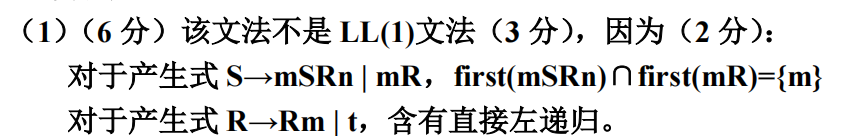 （1）（6 分）该文法不是 LL(1)文法（3 分），因为（2 分）：
对于产生式 S→mSRn | mR，first(mSRn)∩first(mR)={m}
对于产生式 R→Rm | t，含有直接左递归。